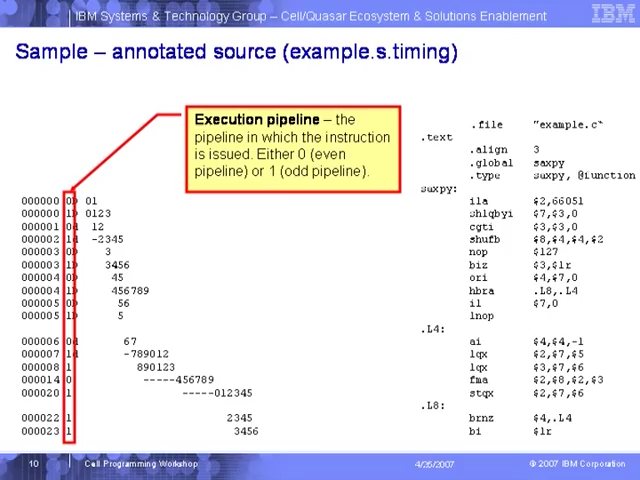 IBM Systems & Technology Group – Cell/Quasar Ecosystem & Solutions Enablement
IBM
Sample – annotated source (example.s.timing)
Execution pipeline – the
pipeline in which the instruction
is issued. Either 0 (even
pipeline) or 1 (odd pipeline).
.file "example.c"
.text
.align 3
.global saxpy
.type saxpy, @function
saxpy:
000000 0D 01 ila $2,66051
000000 1D 0123 shlqbyi $7,$3,0
000001 0d 12 cgti $3,$3,0
000002 1d -2345 shufb $8,$4,$4,$2
000003 0D 3 nop $127
000003 1D 3456 biz $3,$lr
000004 0D 45 ori $4,$7,0
000004 1D 456789 hbra .L8,.L4
000005 0D 56 il $7,0
000005 1D 5 lnop
.L4:
000006 0d 67 ai $4,$4,-1
000007 1d -789012 lqx $2,$7,$5
000008 1 890123 lqx $3,$7,$6
000014 0 -----456789 fma $2,$8,$2,$3
000020 1 -----012345 stqx $2,$7,$6
.L8:
000022 1 2345 brnz $4,.L4
000023 1 3456 bi $lr
10 Cell Programming Workshop 4/26/2007 © 2007 IBM Corporation